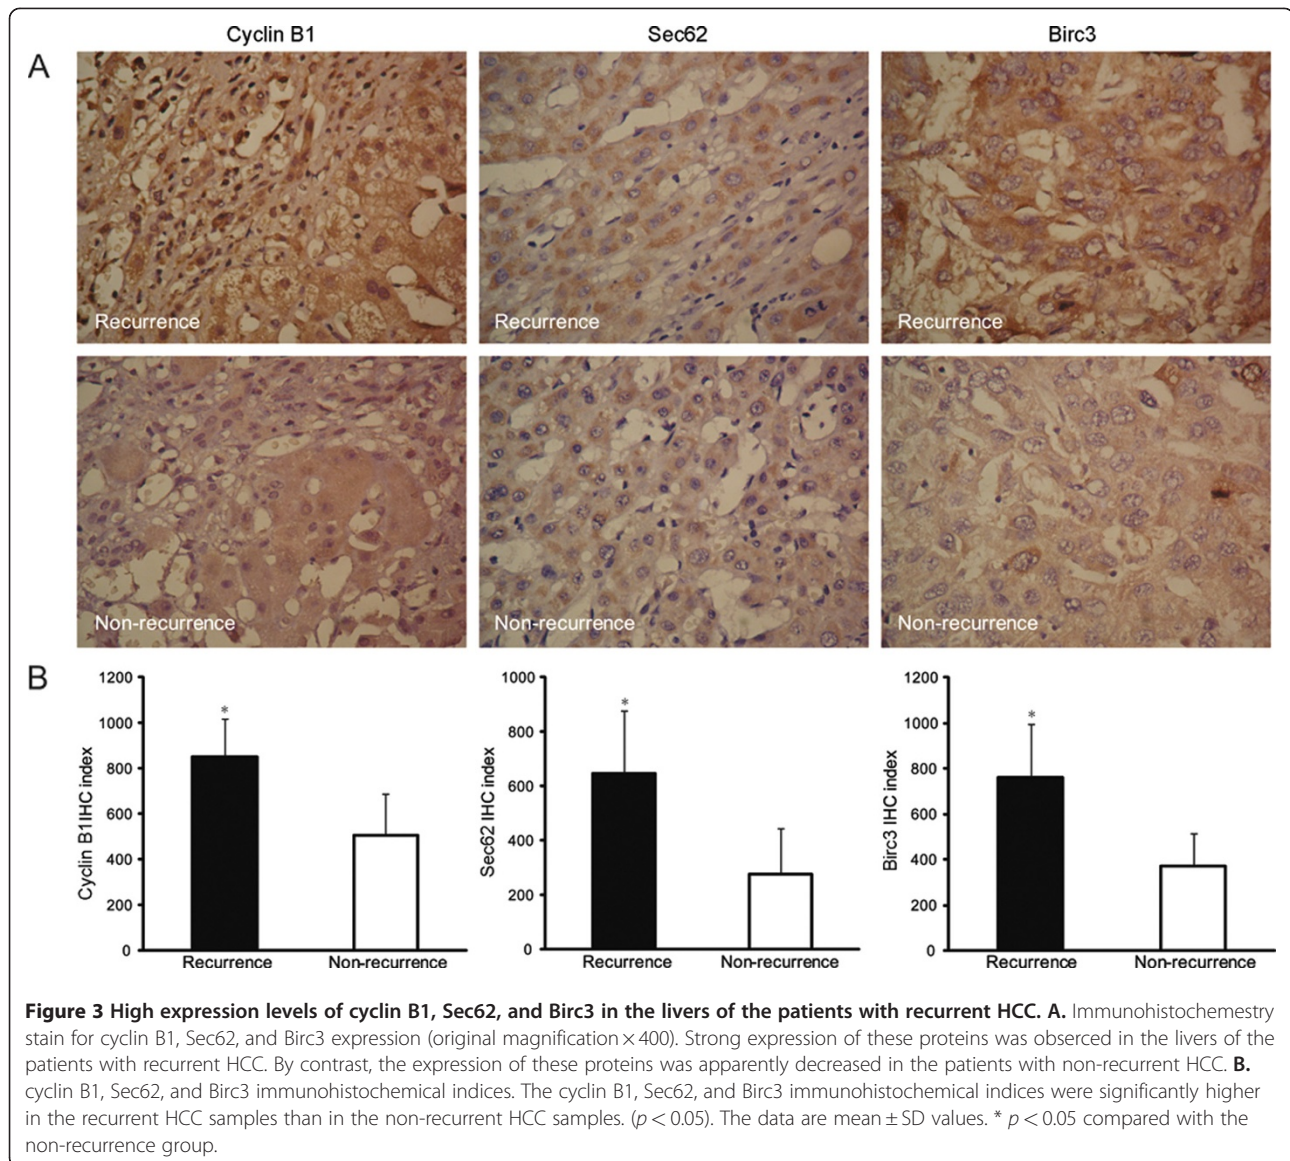 Cyclin B1 Sec62 Birc3
A
Recurrence Recurrence Recurrence
Non-recurrence Non-recurrence Non-recurrence
B
Cyclin B1IHC index
1200
1000
800
600
400
200
0
*
Recurrence Non-recurrence
Sec62 IHC index
1000
800
600
400
200
0
*
Recurrence Non-recurrence
Birc3 IHC index
1200
1000
800
600
400
200
0
*
Recurrence Non-recurrence
Figure 3 High expression levels of cyclin B1, Sec62, and Birc3 in the livers of the patients with recurrent HCC. A. Immunohistochemestry
stain for cyclin B1, Sec62, and Birc3 expression (original magnification × 400). Strong expression of these proteins was obserced in the livers of the
patients with recurrent HCC. By contrast, the expression of these proteins was apparently decreased in the patients with non-recurrent HCC. B.
cyclin B1, Sec62, and Birc3 immunohistochemical indices. The cyclin B1, Sec62, and Birc3 immunohistochemical indices were significantly higher
in the recurrent HCC samples than in the non-recurrent HCC samples. (p < 0.05). The data are mean ± SD values. * p < 0.05 compared with the
non-recurrence group.